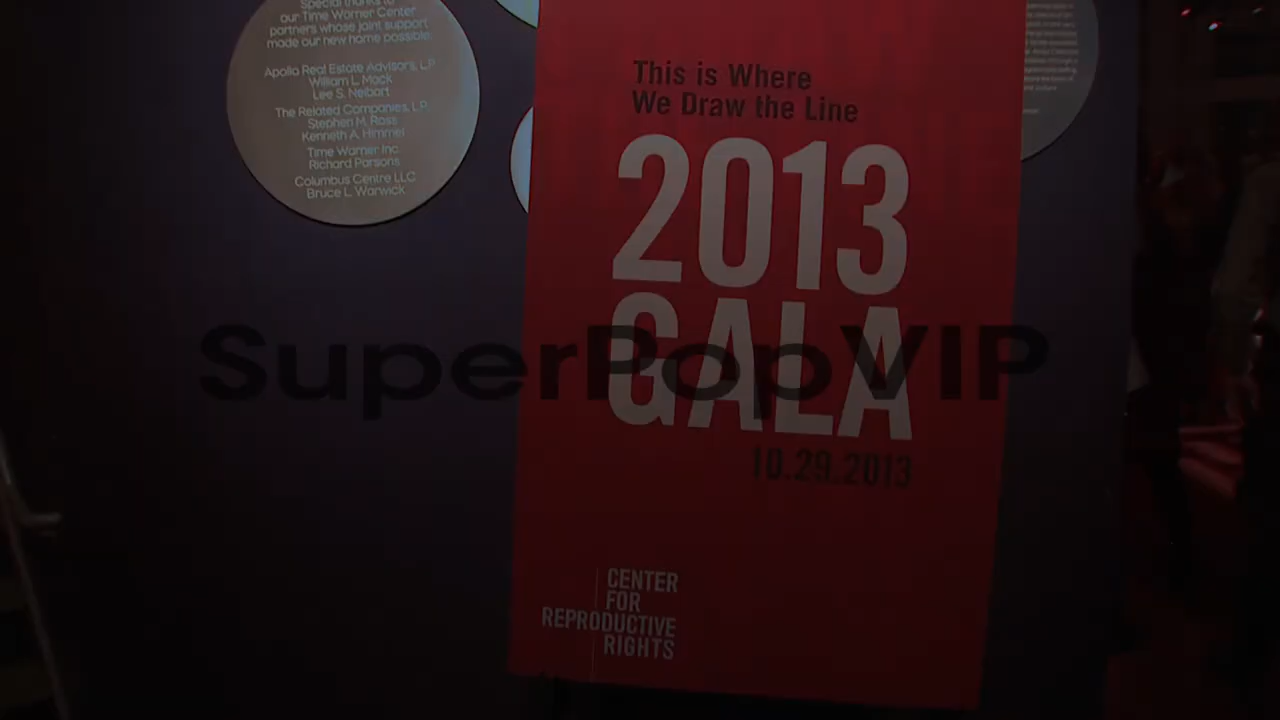 Special thanks to
our Time Warner Center
partners whose joint support
made our new home possible.
Apollo Real Estate Advisors, L.P.
William L. Mack
Lee S. Neibart
The Related Companies, L.P.
Stephen M. Ross
Kenneth A. Himmel
Time Warner Inc.
Richard Parsons
Columbus Centre LLC
Bruce L. Warwick
This is Where
We Draw the Line
2013
GALA
10.29.2013
CENTER
FOR
REPRODUCTIVE
RIGHTS
SuperPopVIP